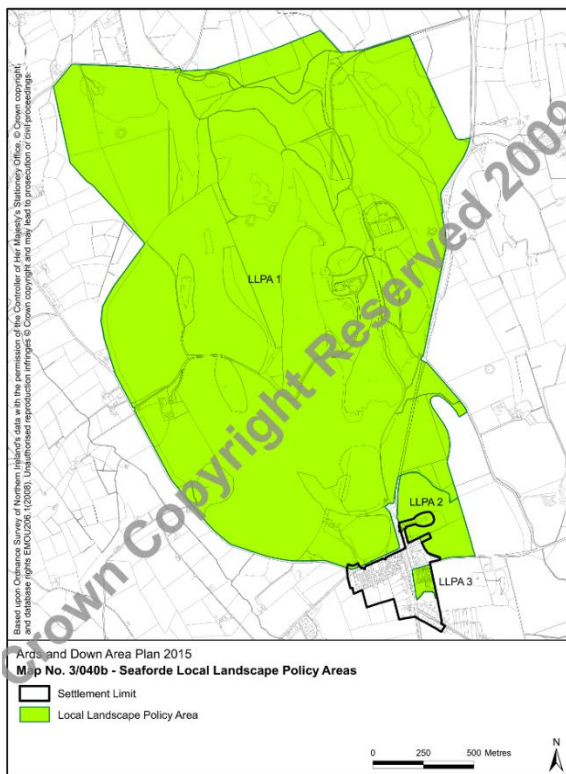 Based upon Ordnance Survey of Northern Ireland's data with the permission of the Controller of Her Majesty's Stationery Office, © Crown copyright
and database rights EMOU206.1(2008). Unauthorised reproduction infringes © Crown copyright and may lead to prosecution or civil proceedings.
Crown Copyright Reserved 2009
LLPA 1
LLPA 2
LLPA 3
Ards and Down Area Plan 2015
Map No. 3/040b - Seaforde Local Landscape Policy Areas
Settlement Limit
Local Landscape Policy Area
N
0 250 500 Metres